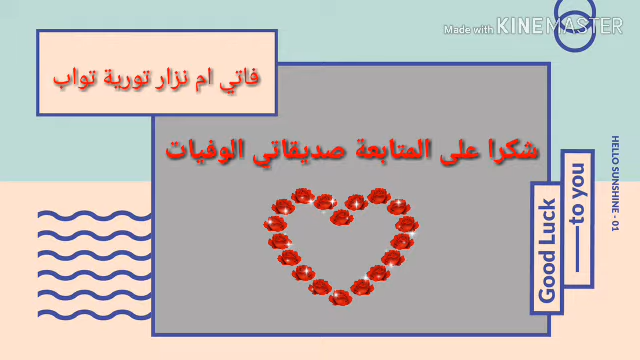 Made with KINEMASTER
فاتي ام نزار تورية تواب
شكرا على المتابعة صديقاتي الوفيات
HELLO SUNSHINE - 01
to you
Good Luck